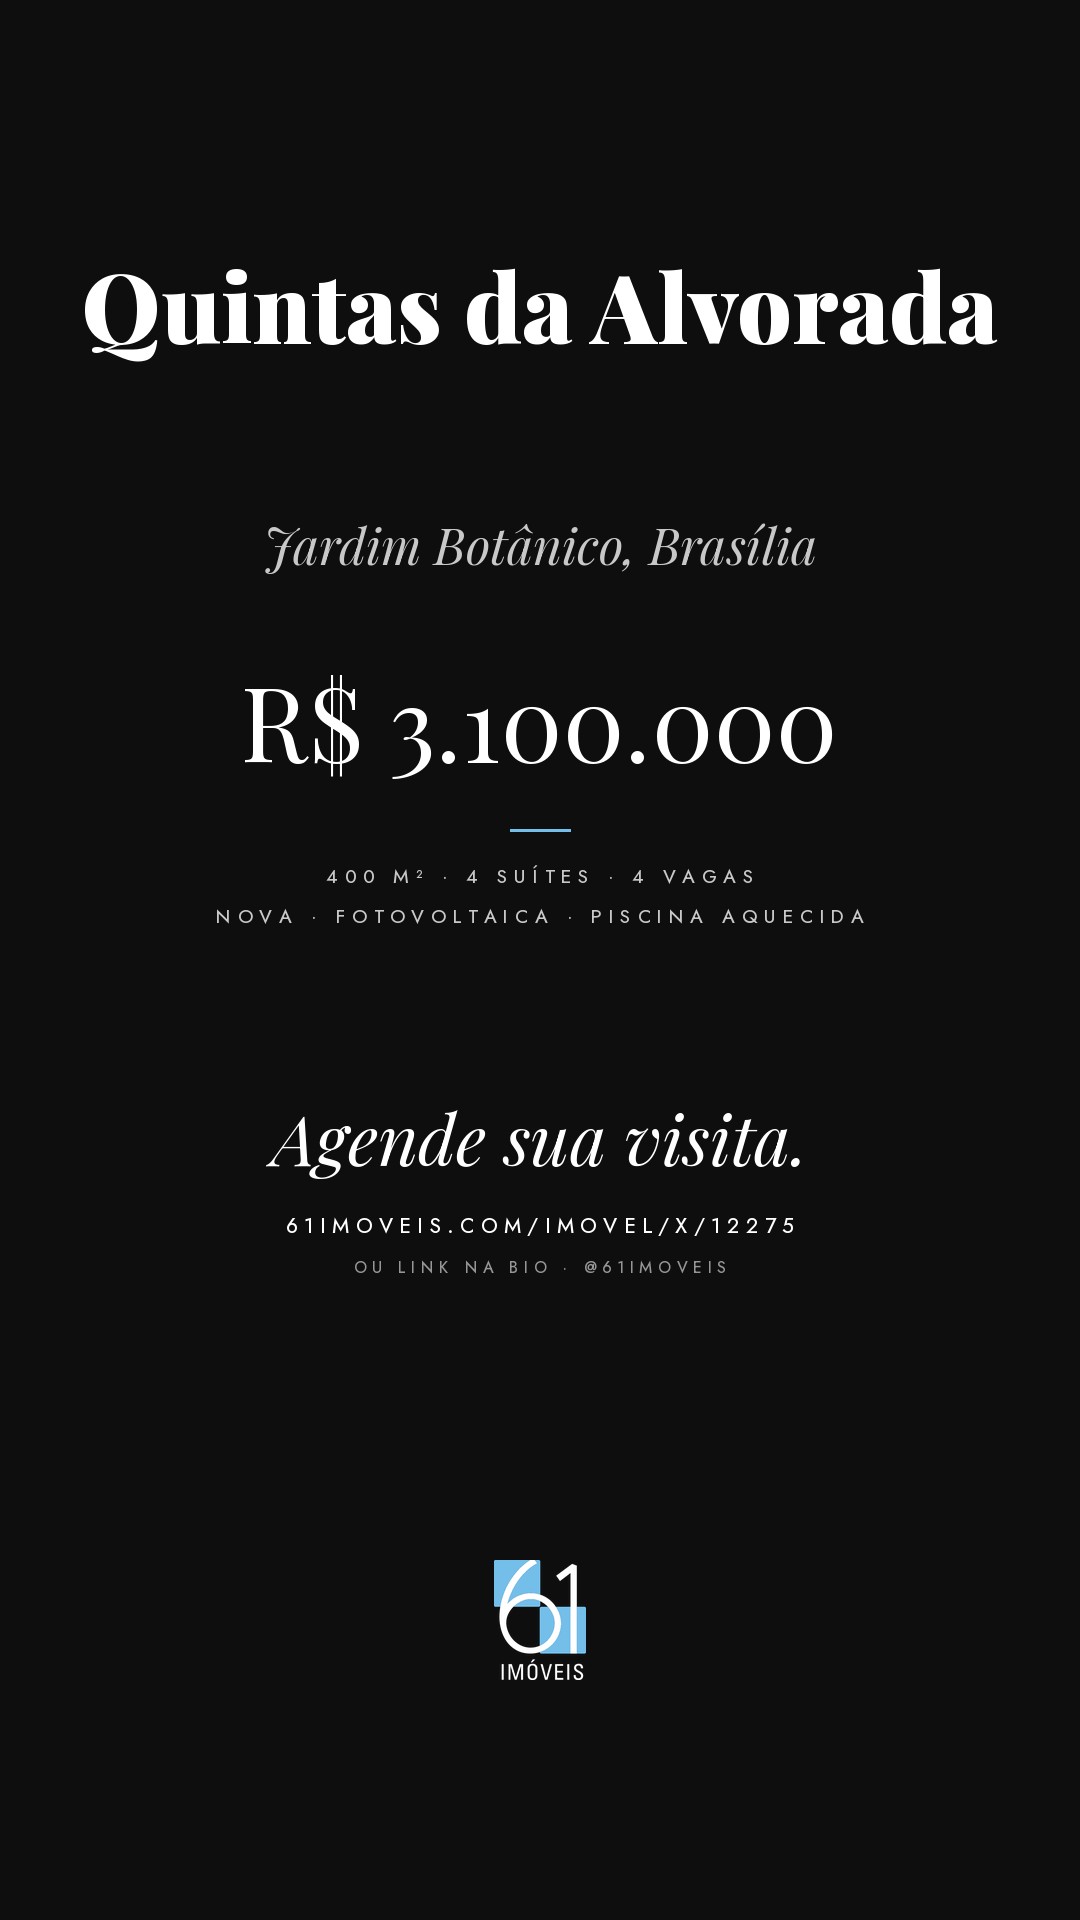 Quintas da Alvorada
Jardim Botânico, Brasília
R$ 3.100.000
400 M² · 4 SUÍTES · 4 VAGAS
NOVA · FOTOVOLTAICA · PISCINA AQUECIDA
Agende sua visita.
61IMOVEIS.COM/IMOVEL/X/12275
OU LINK NA BIO · @61IMOVEIS
61
IMÓVEIS